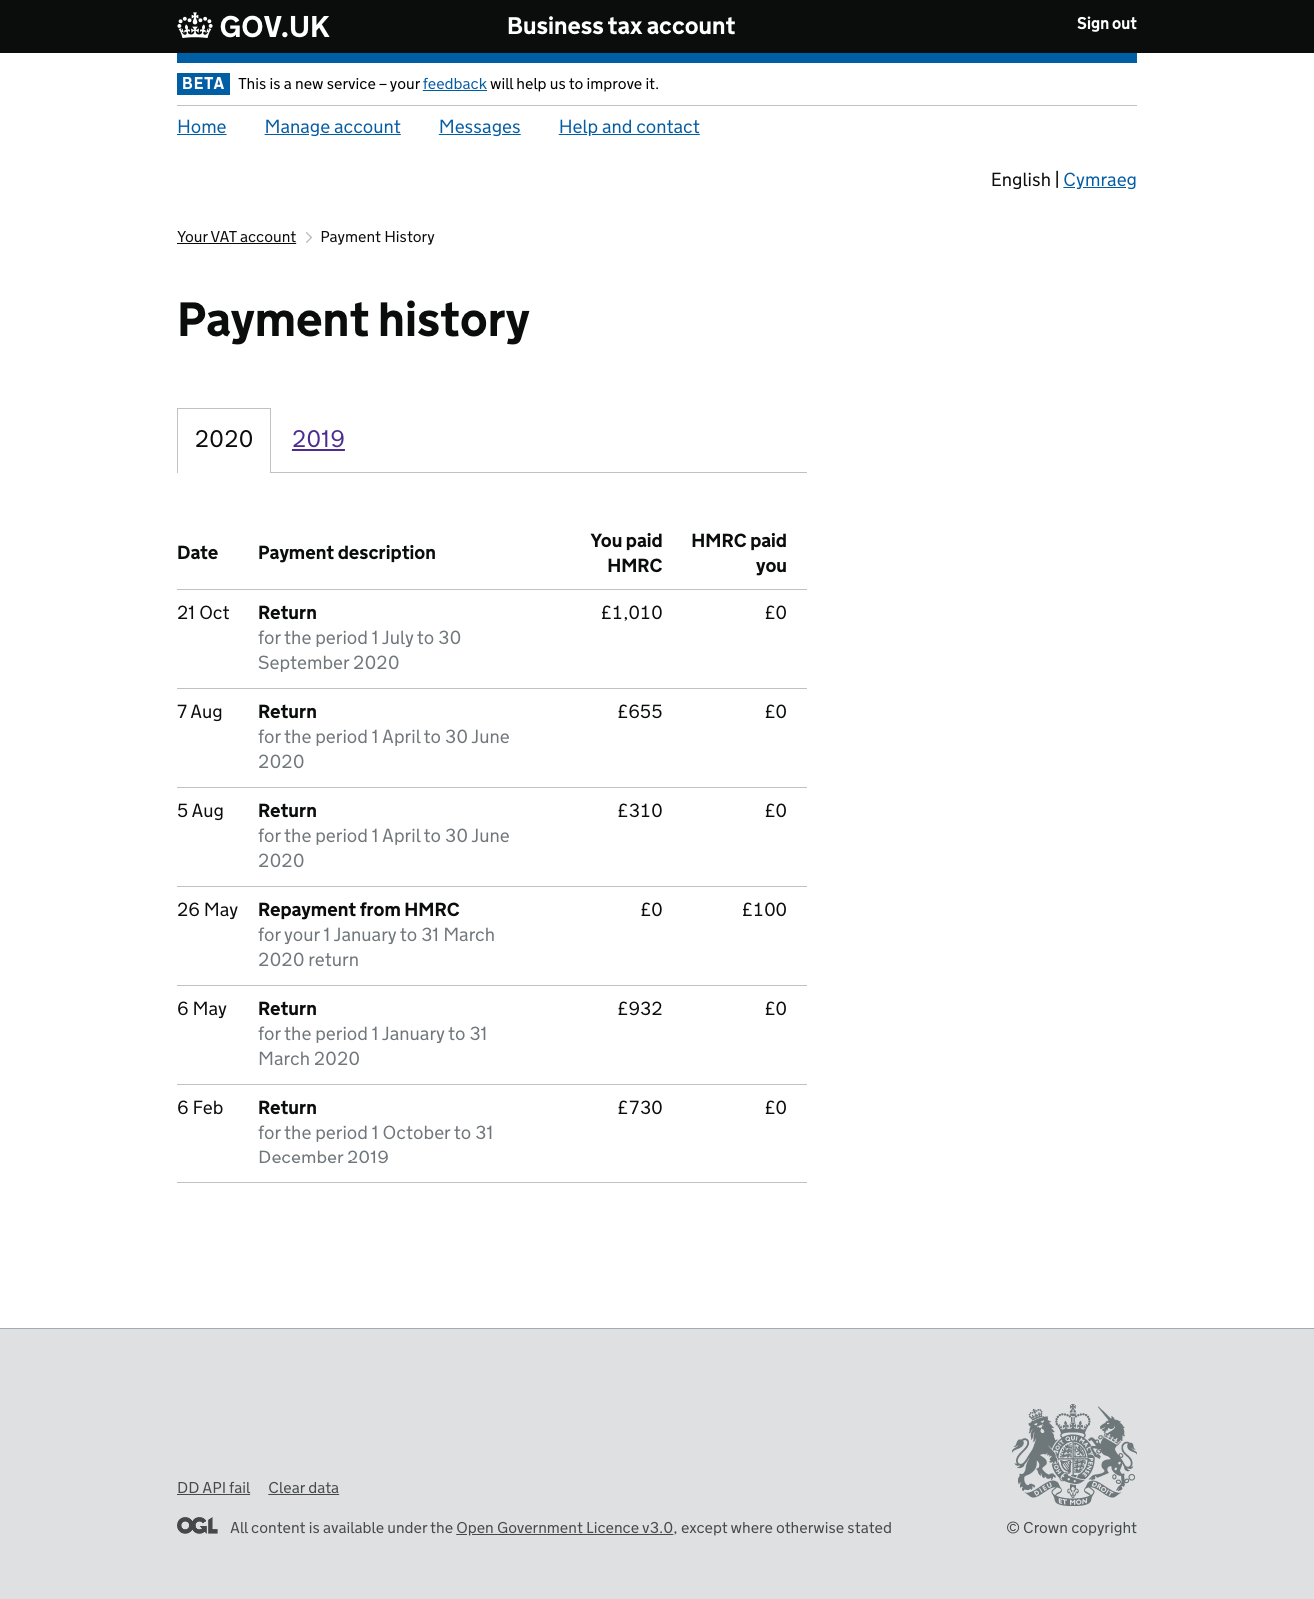 GOV.UK Business tax account Sign out
BETA This is a new service – your feedback will help us to improve it.
Home Manage account Messages Help and contact
English | Cymraeg
Your VAT account Payment History
Payment history
2020 2019
Date Payment description You paid HMRC HMRC paid you
21 Oct Return £1,010 £0
for the period 1 July to 30
September 2020
7 Aug Return £655 £0
for the period 1 April to 30 June
2020
5 Aug Return £310 £0
for the period 1 April to 30 June
2020
26 May Repayment from HMRC £0 £100
for your 1 January to 31 March
2020 return
6 May Return £932 £0
for the period 1 January to 31
March 2020
6 Feb Return £730 £0
for the period 1 October to 31
December 2019
DD API fail Clear data
OGL All content is available under the Open Government Licence v3.0, except where otherwise stated
DIEU ET MON DROIT
© Crown copyright